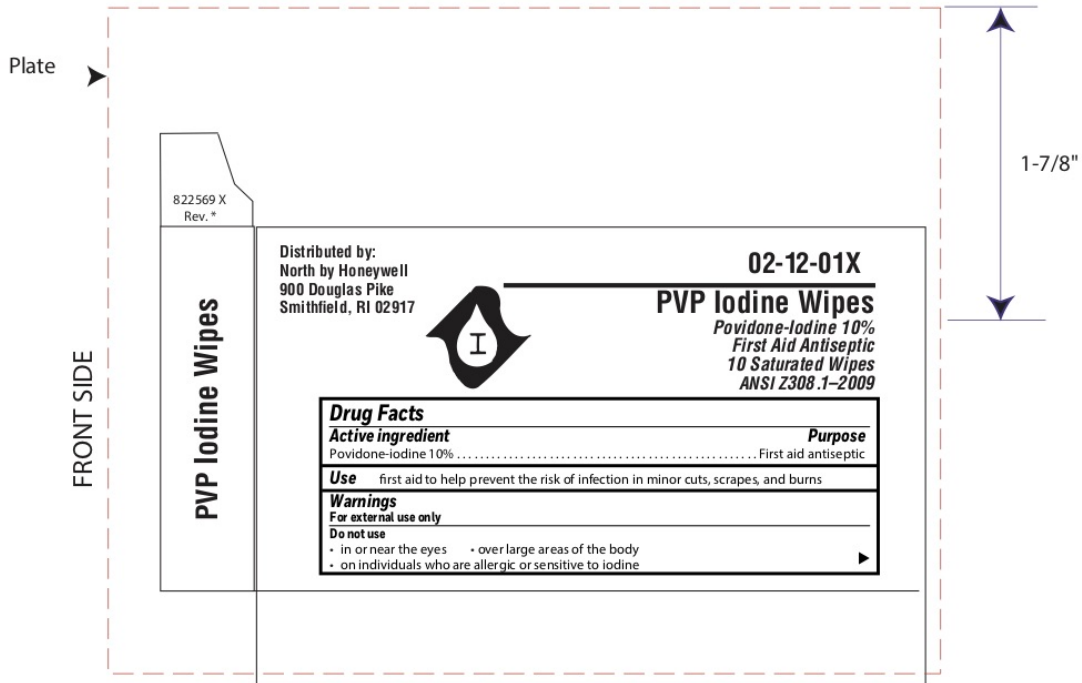 Plate
1-7/8"
822569 X
Rev. *
FRONT SIDE
PVP Iodine Wipes
Distributed by:
North by Honeywell
900 Douglas Pike
Smithfield, RI 02917
I
02-12-01X
PVP Iodine Wipes
Povidone-Iodine 10%
First Aid Antiseptic
10 Saturated Wipes
ANSI Z308.1–2009
Drug Facts
Active ingredient Purpose
Povidone-iodine 10% .................................................... First aid antiseptic
Use first aid to help prevent the risk of infection in minor cuts, scrapes, and burns
Warnings
For external use only
Do not use
• in or near the eyes • over large areas of the body
• on individuals who are allergic or sensitive to iodine